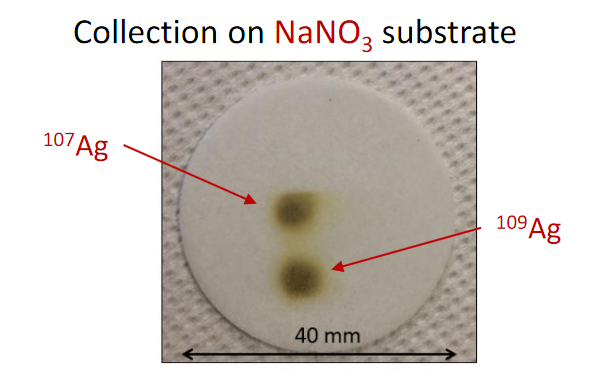 Collection on NaNO₃ substrate
¹⁰⁷Ag
¹⁰⁹Ag
40 mm